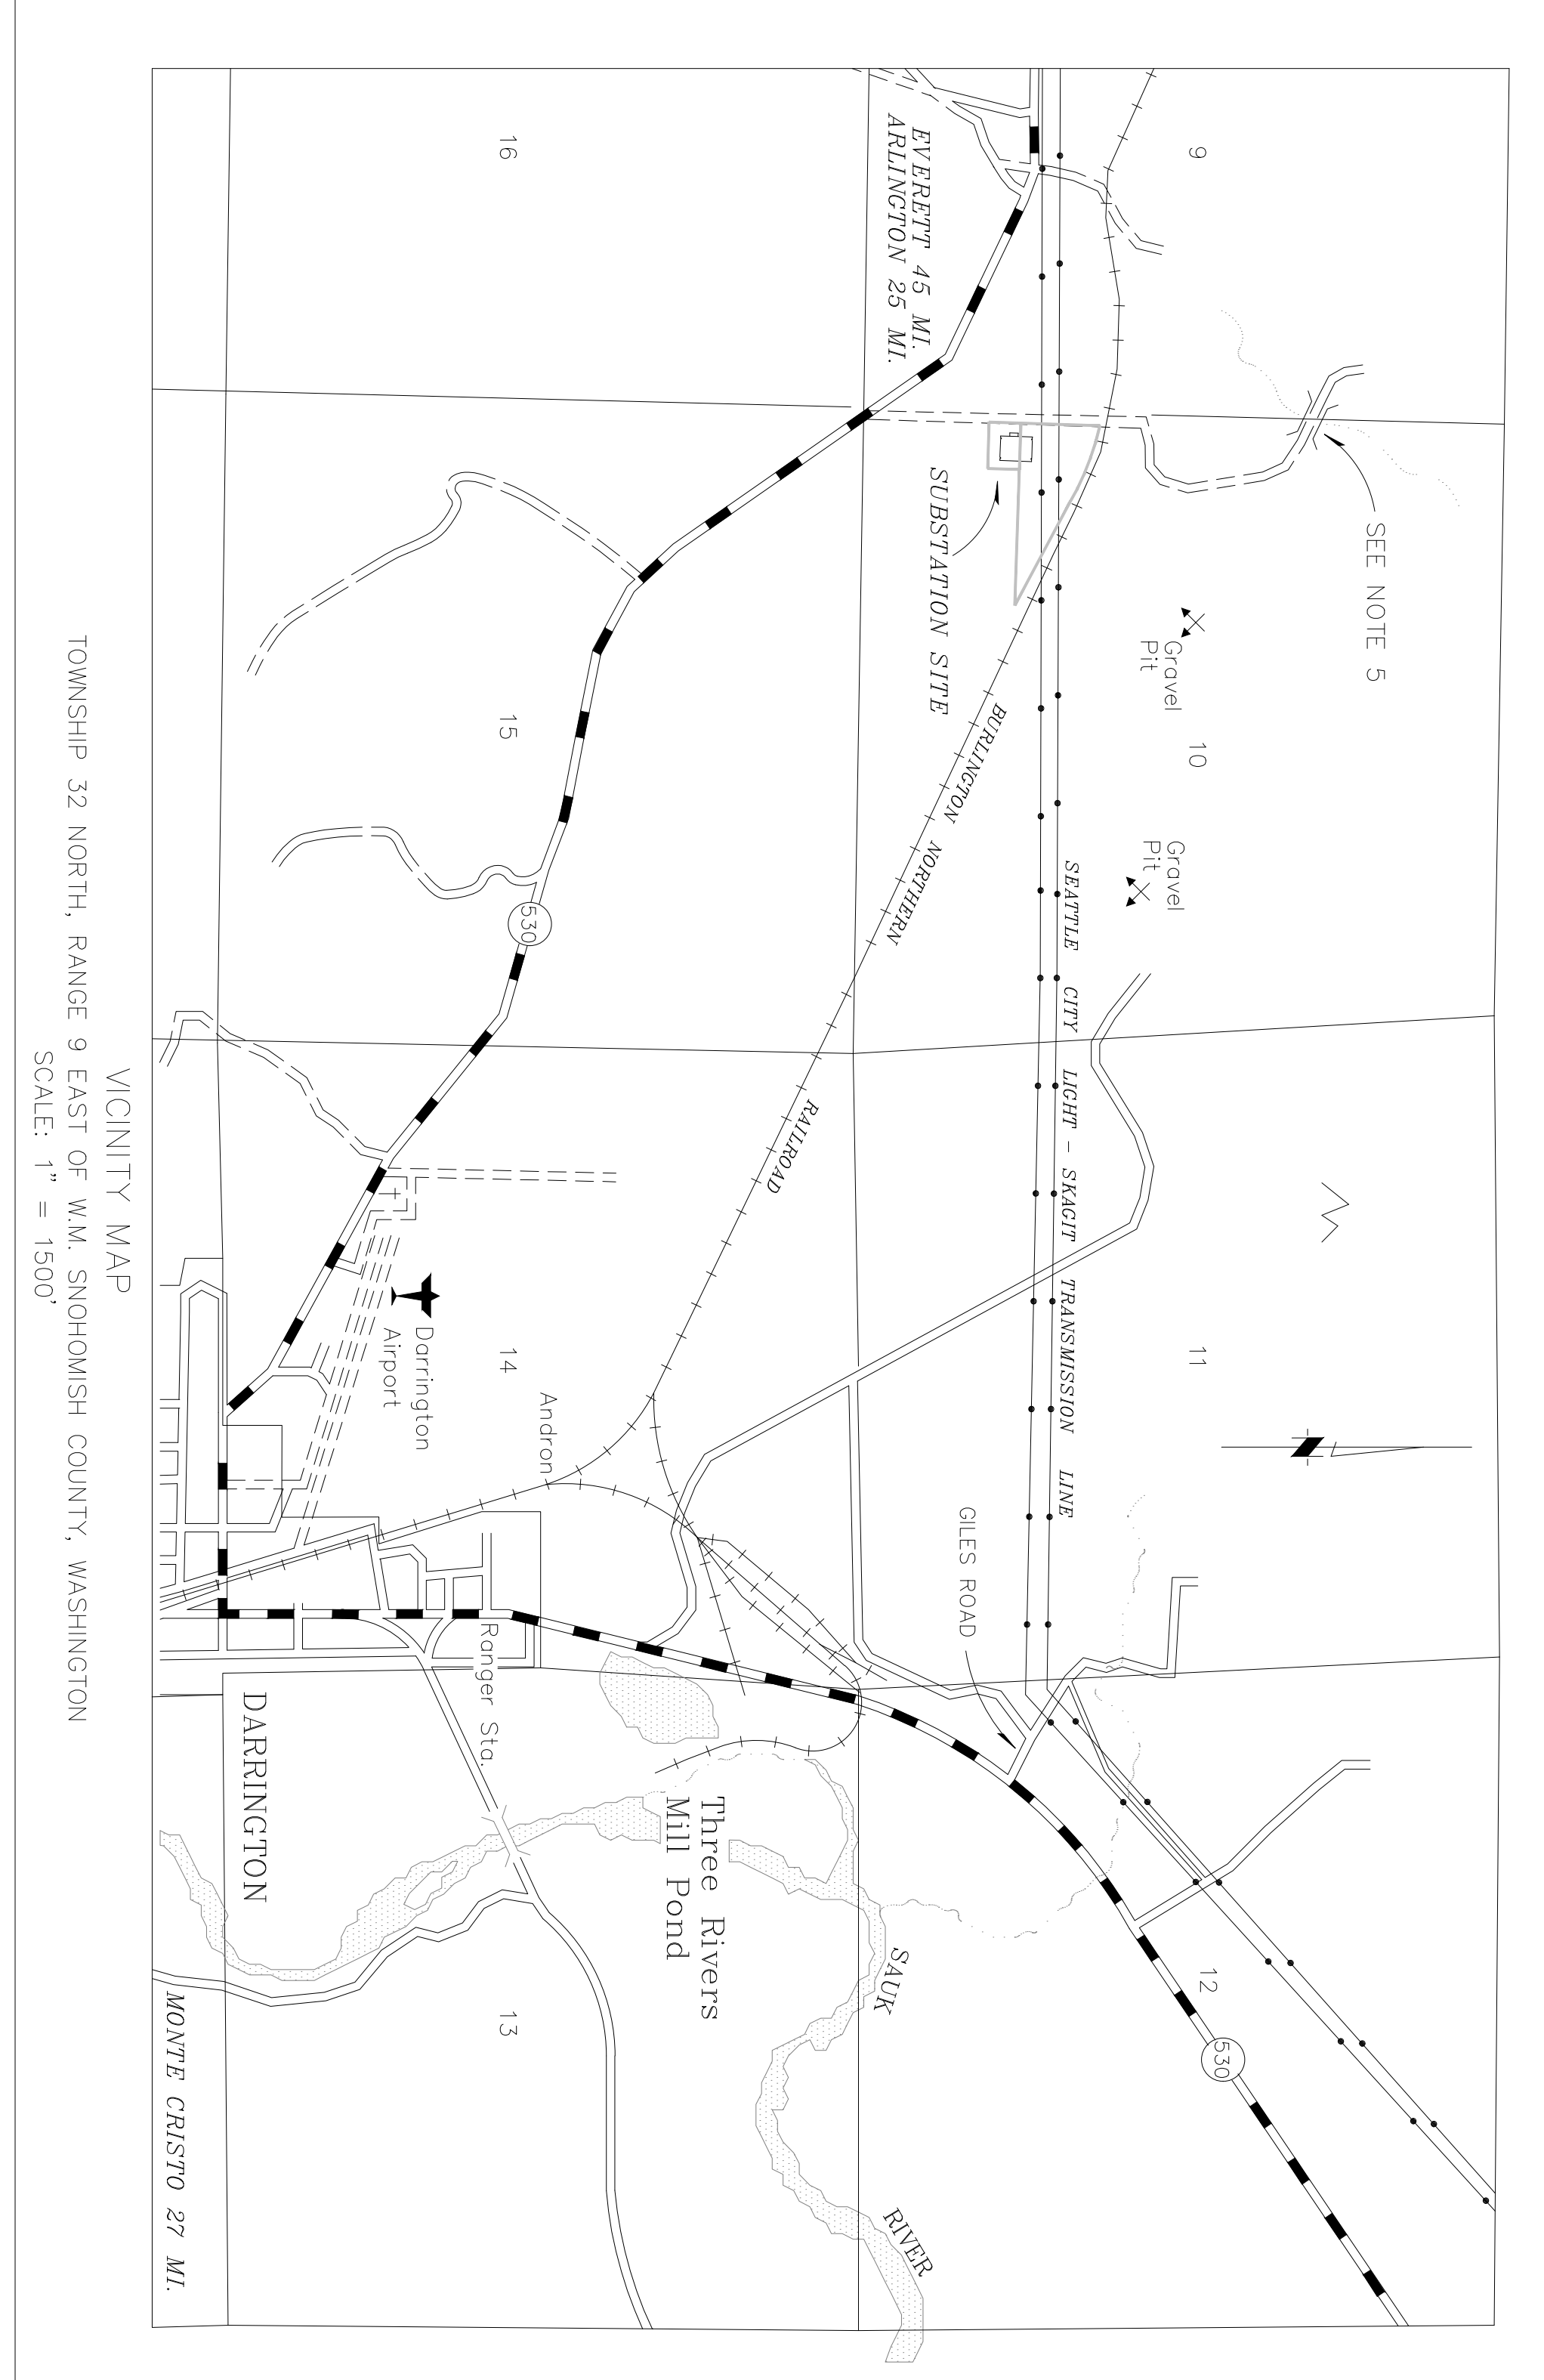 9
SEE NOTE 5
Gravel
Pit
10
Gravel
Pit
11
N
12
530
EVERETT 45 MI.
ARLINGTON 25 MI.
SUBSTATION SITE
SEATTLE CITY LIGHT - SKAGIT TRANSMISSION LINE
BURLINGTON NORTHERN RAILROAD
GILES ROAD
SAUK RIVER
16
15
530
14
Andron
Darrington
Airport
Ranger Sta.
Three Rivers
Mill Pond
13
DARRINGTON
MONTE CRISTO 27 MI.
VICINITY MAP
TOWNSHIP 32 NORTH, RANGE 9 EAST OF W.M. SNOHOMISH COUNTY, WASHINGTON
SCALE: 1" = 1500'